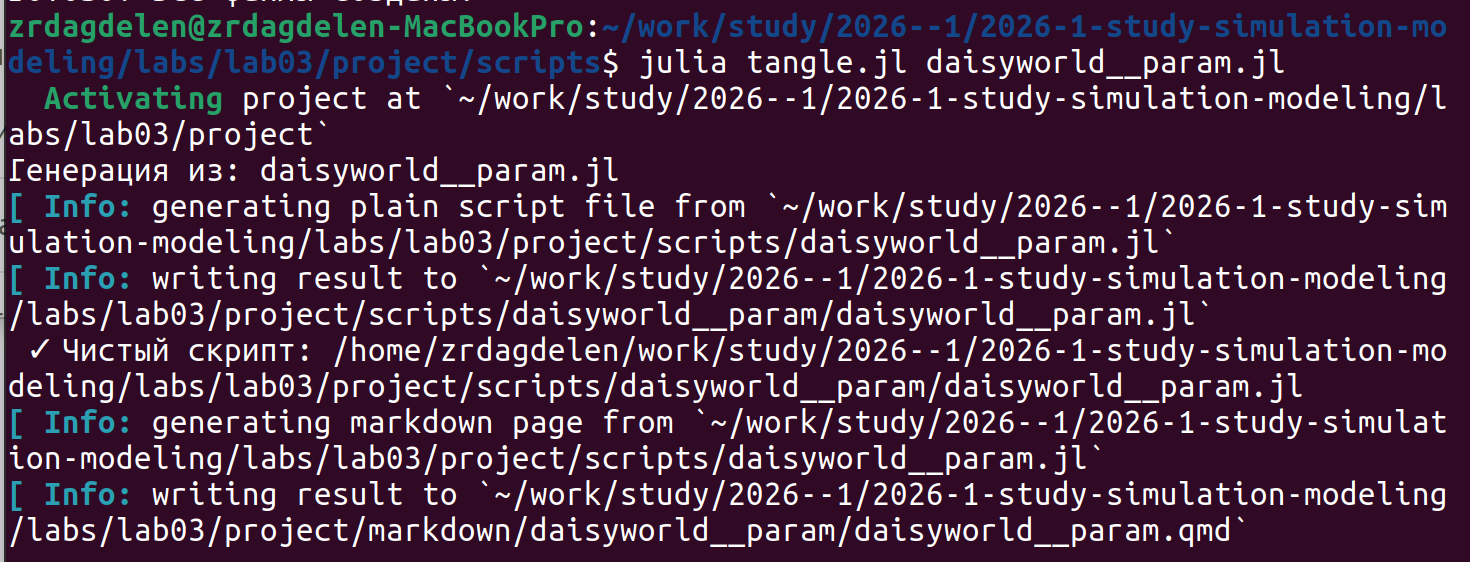 zrdagdelen@zrdagdelen-MacBookPro:~/work/study/2026--1/2026-1-study-simulation-mo
deling/labs/lab03/project/scripts$ julia tangle.jl daisyworld__param.jl
  Activating project at `~/work/study/2026--1/2026-1-study-simulation-modeling/l
abs/lab03/project`
Генерация из: daisyworld__param.jl
[ Info: generating plain script file from `~/work/study/2026--1/2026-1-study-sim
ulation-modeling/labs/lab03/project/scripts/daisyworld__param.jl`
[ Info: writing result to `~/work/study/2026--1/2026-1-study-simulation-modeling
/labs/lab03/project/scripts/daisyworld__param/daisyworld__param.jl`
 ✓ Чистый скрипт: /home/zrdagdelen/work/study/2026--1/2026-1-study-simulation-mo
deling/labs/lab03/project/scripts/daisyworld__param/daisyworld__param.jl
[ Info: generating markdown page from `~/work/study/2026--1/2026-1-study-simulat
ion-modeling/labs/lab03/project/scripts/daisyworld__param.jl`
[ Info: writing result to `~/work/study/2026--1/2026-1-study-simulation-modeling
/labs/lab03/project/markdown/daisyworld__param/daisyworld__param.qmd`